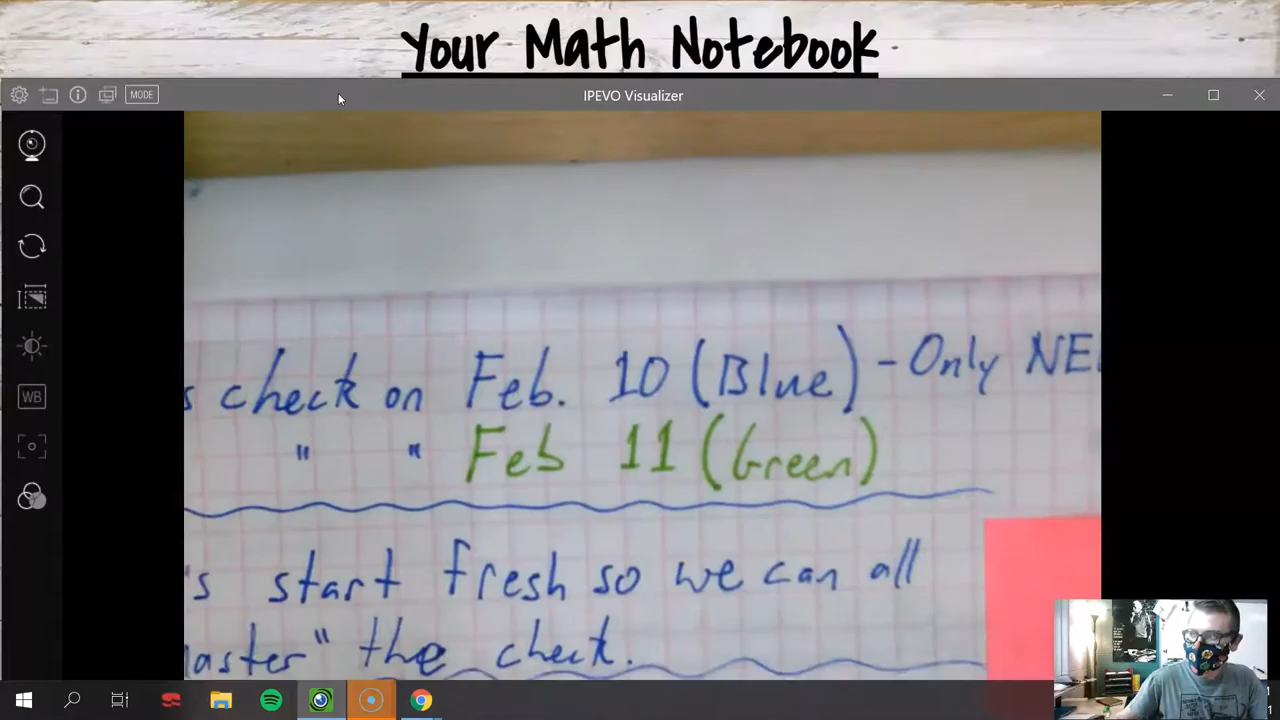 Your Math Notebook
MODE
IPEVO Visualizer
s check on Feb. 10 (Blue) - Only NE
" " Feb 11 (Green)
's start fresh so we can all
aster" the check.
WB